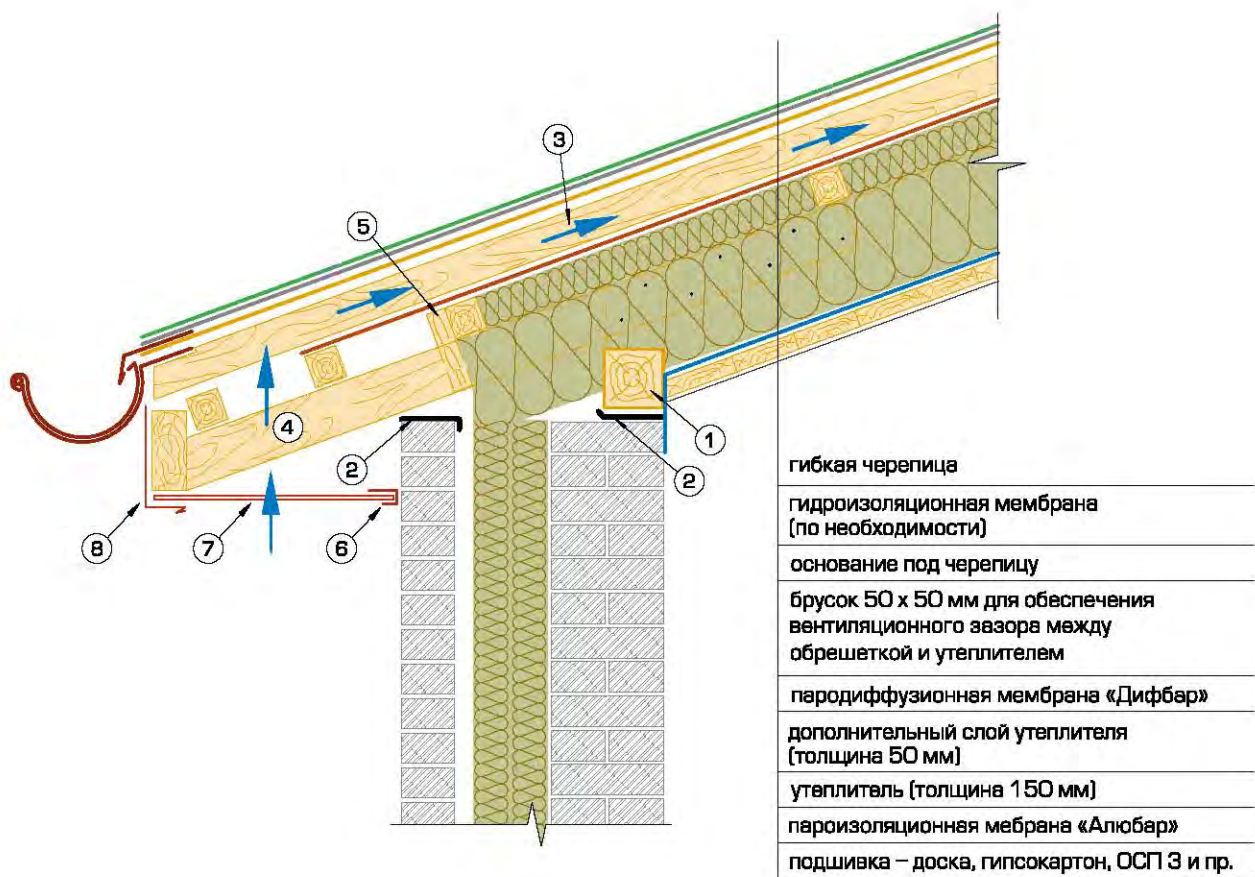 3
5
4
2
1
2
8
7
6
гибкая черепица
гидроизоляционная мембрана
(по необходимости)
основание под черепицу
брусок 50 х 50 мм для обеспечения
вентиляционного зазора между
обрешеткой и утеплителем
пародиффузионная мембрана «Дифбар»
дополнительный слой утеплителя
(толщина 50 мм)
утеплитель (толщина 150 мм)
пароизоляционная мебрана «Алюбар»
подшивка – доска, гипсокартон, ОСП 3 и пр.